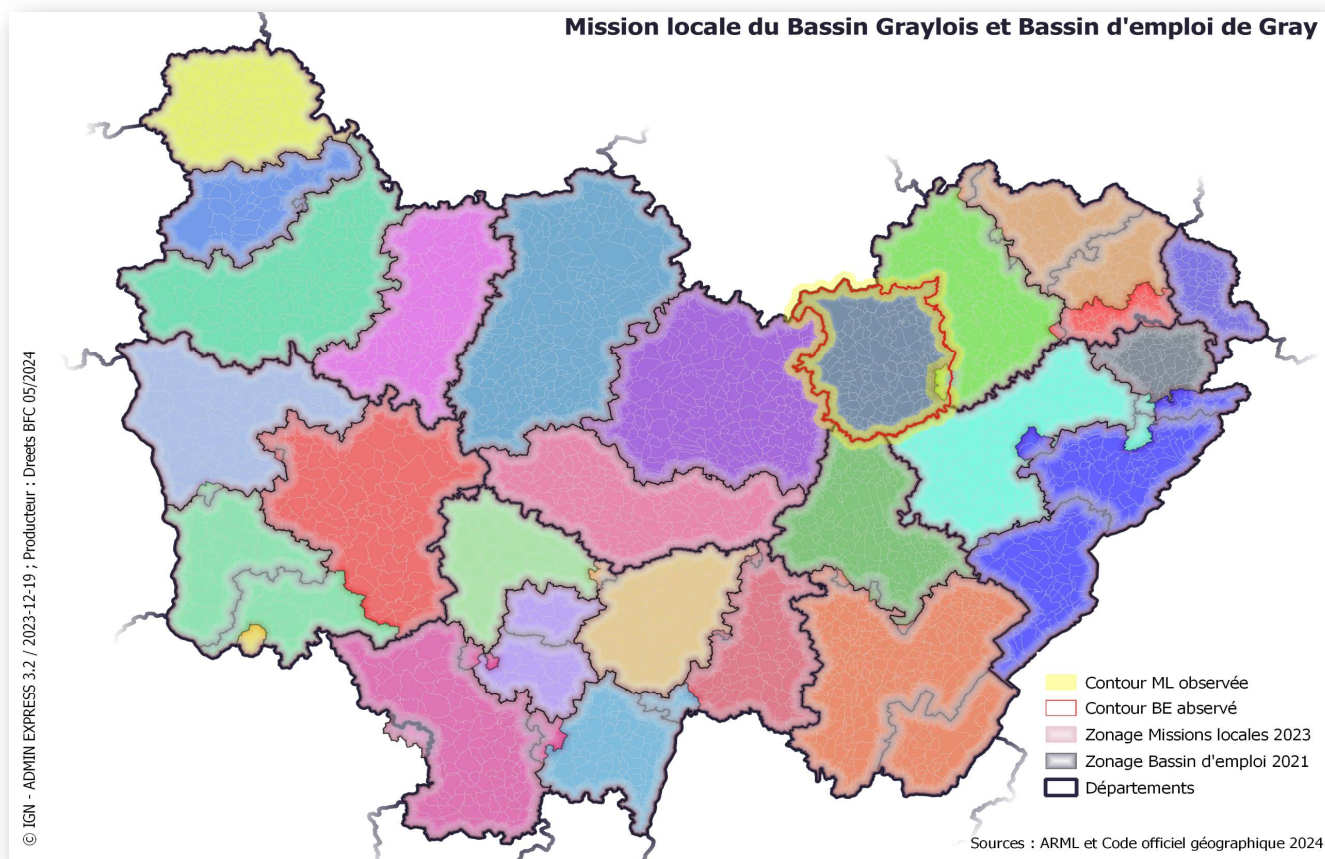 Mission locale du Bassin Graylois et Bassin d'emploi de Gray
© IGN - ADMIN EXPRESS 3.2 / 2023-12-19 ; Producteur : Dreets BFC 05/2024
Contour ML observée
Contour BE abservé
Zonage Missions locales 2023
Zonage Bassin d'emploi 2021
Départements
Sources : ARML et Code officiel géographique 2024